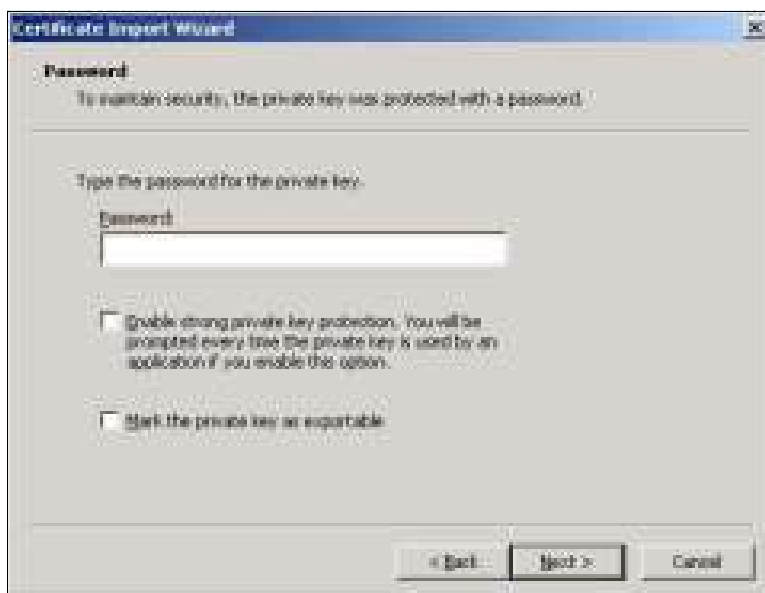 Certificate Import Wizard
Password
To maintain security, the private key was protected with a password.
Type the password for the private key.
Password:
Enable strong private key protection. You will be
prompted every time the private key is used by an
application if you enable this option.
Mark the private key as exportable
< Back
Next >
Cancel